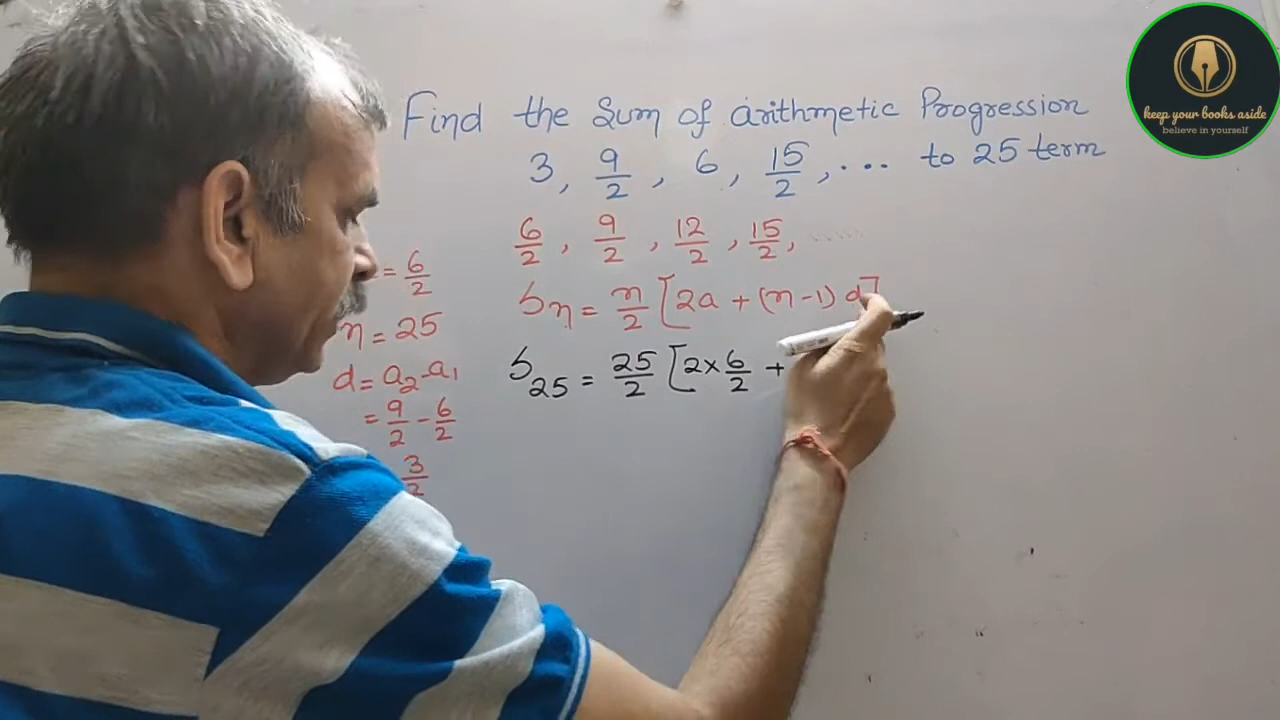 Find the Sum of arithmetic Progression
3, 9/2, 6, 15/2, .... to 25 term
6/2, 9/2, 12/2, 15/2, .......
= 6/2
n = 25
d = a₂ - a₁
= 9/2 - 6/2
3/2
Sn = n/2 [2a + (n - 1) d]
S25 = 25/2 [2 × 6/2 +
keep your books aside
believe in yourself